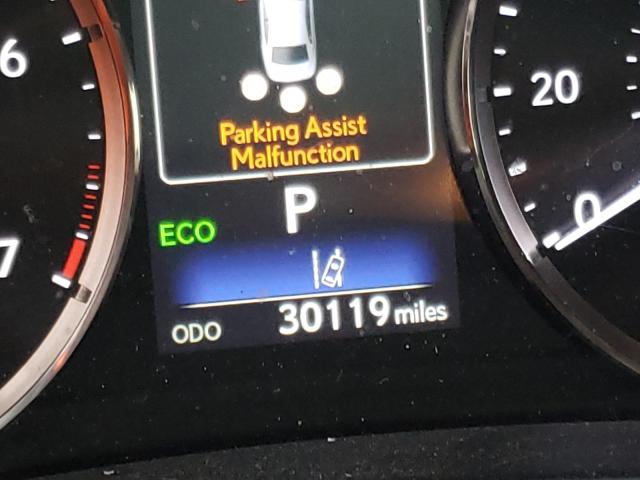 6
7
Parking Assist
Malfunction
P
ECO
ODO 30119 miles
20
0